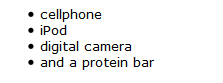 • cellphone
• iPod
• digital camera
• and a protein bar